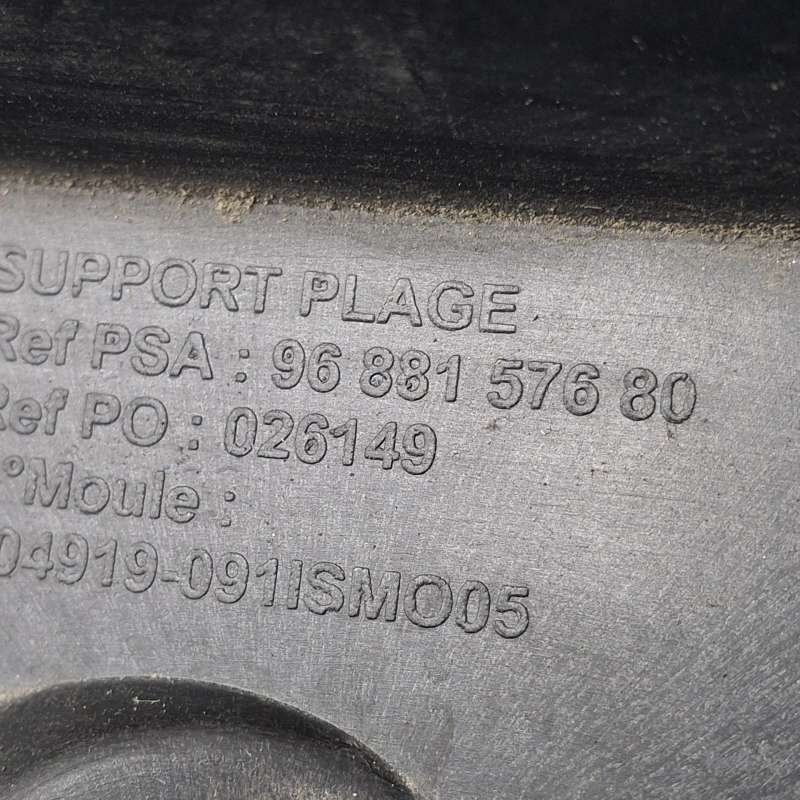 SUPPORT PLAGE
Ref PSA : 96 881 576 80
Ref PO : 026149
°Moule :
04919-091ISMO05